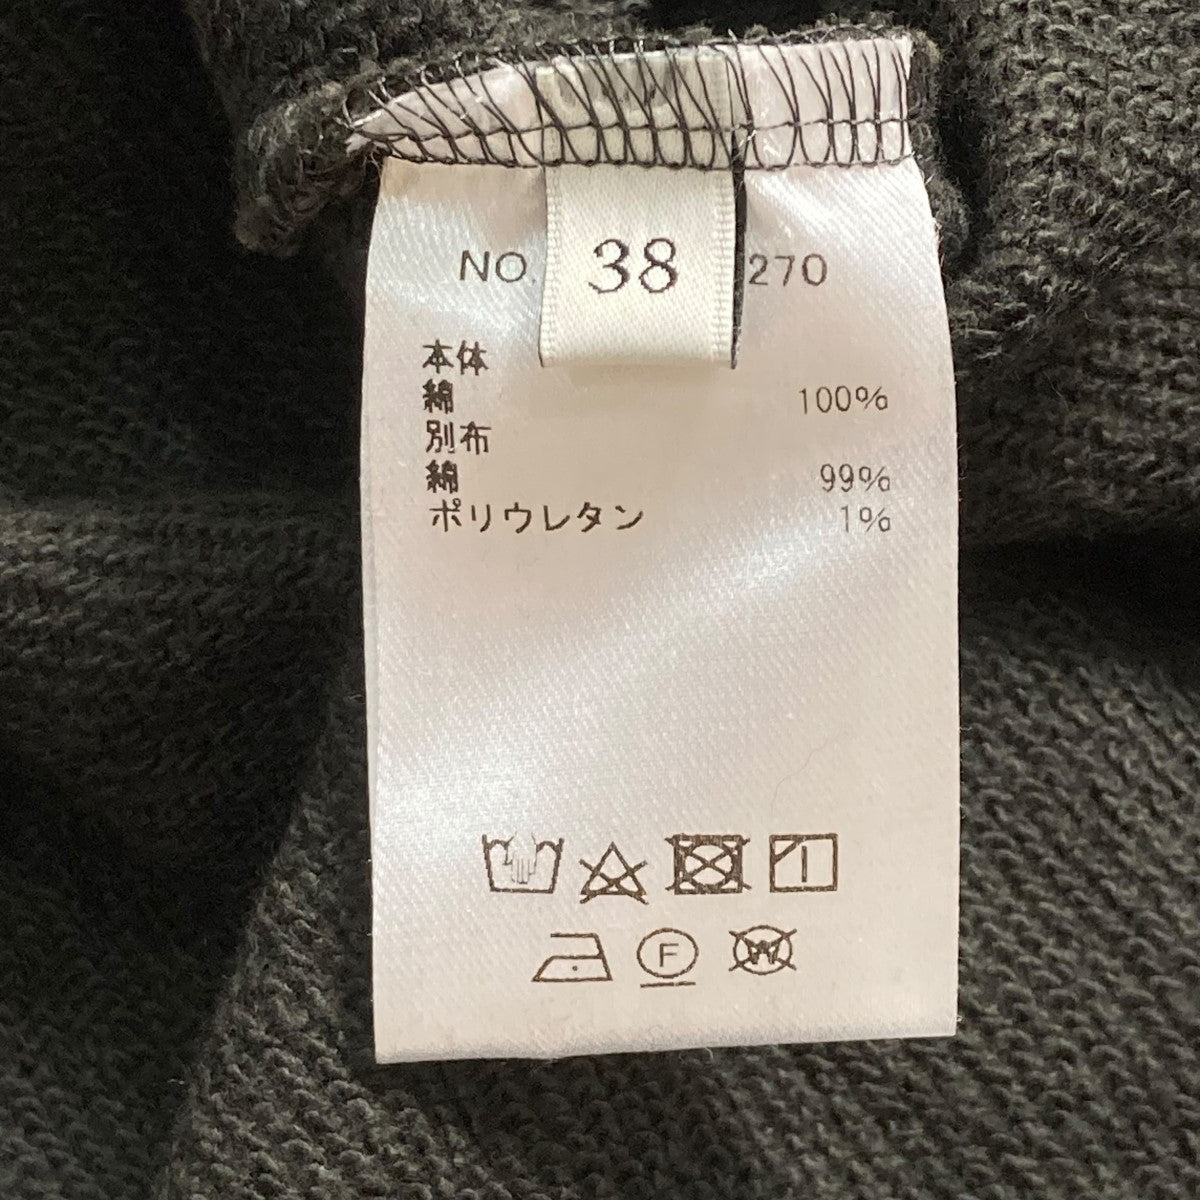 NO. 38 270
本体
綿 100%
別布
綿 99%
ポリウレタン 1%
F
W